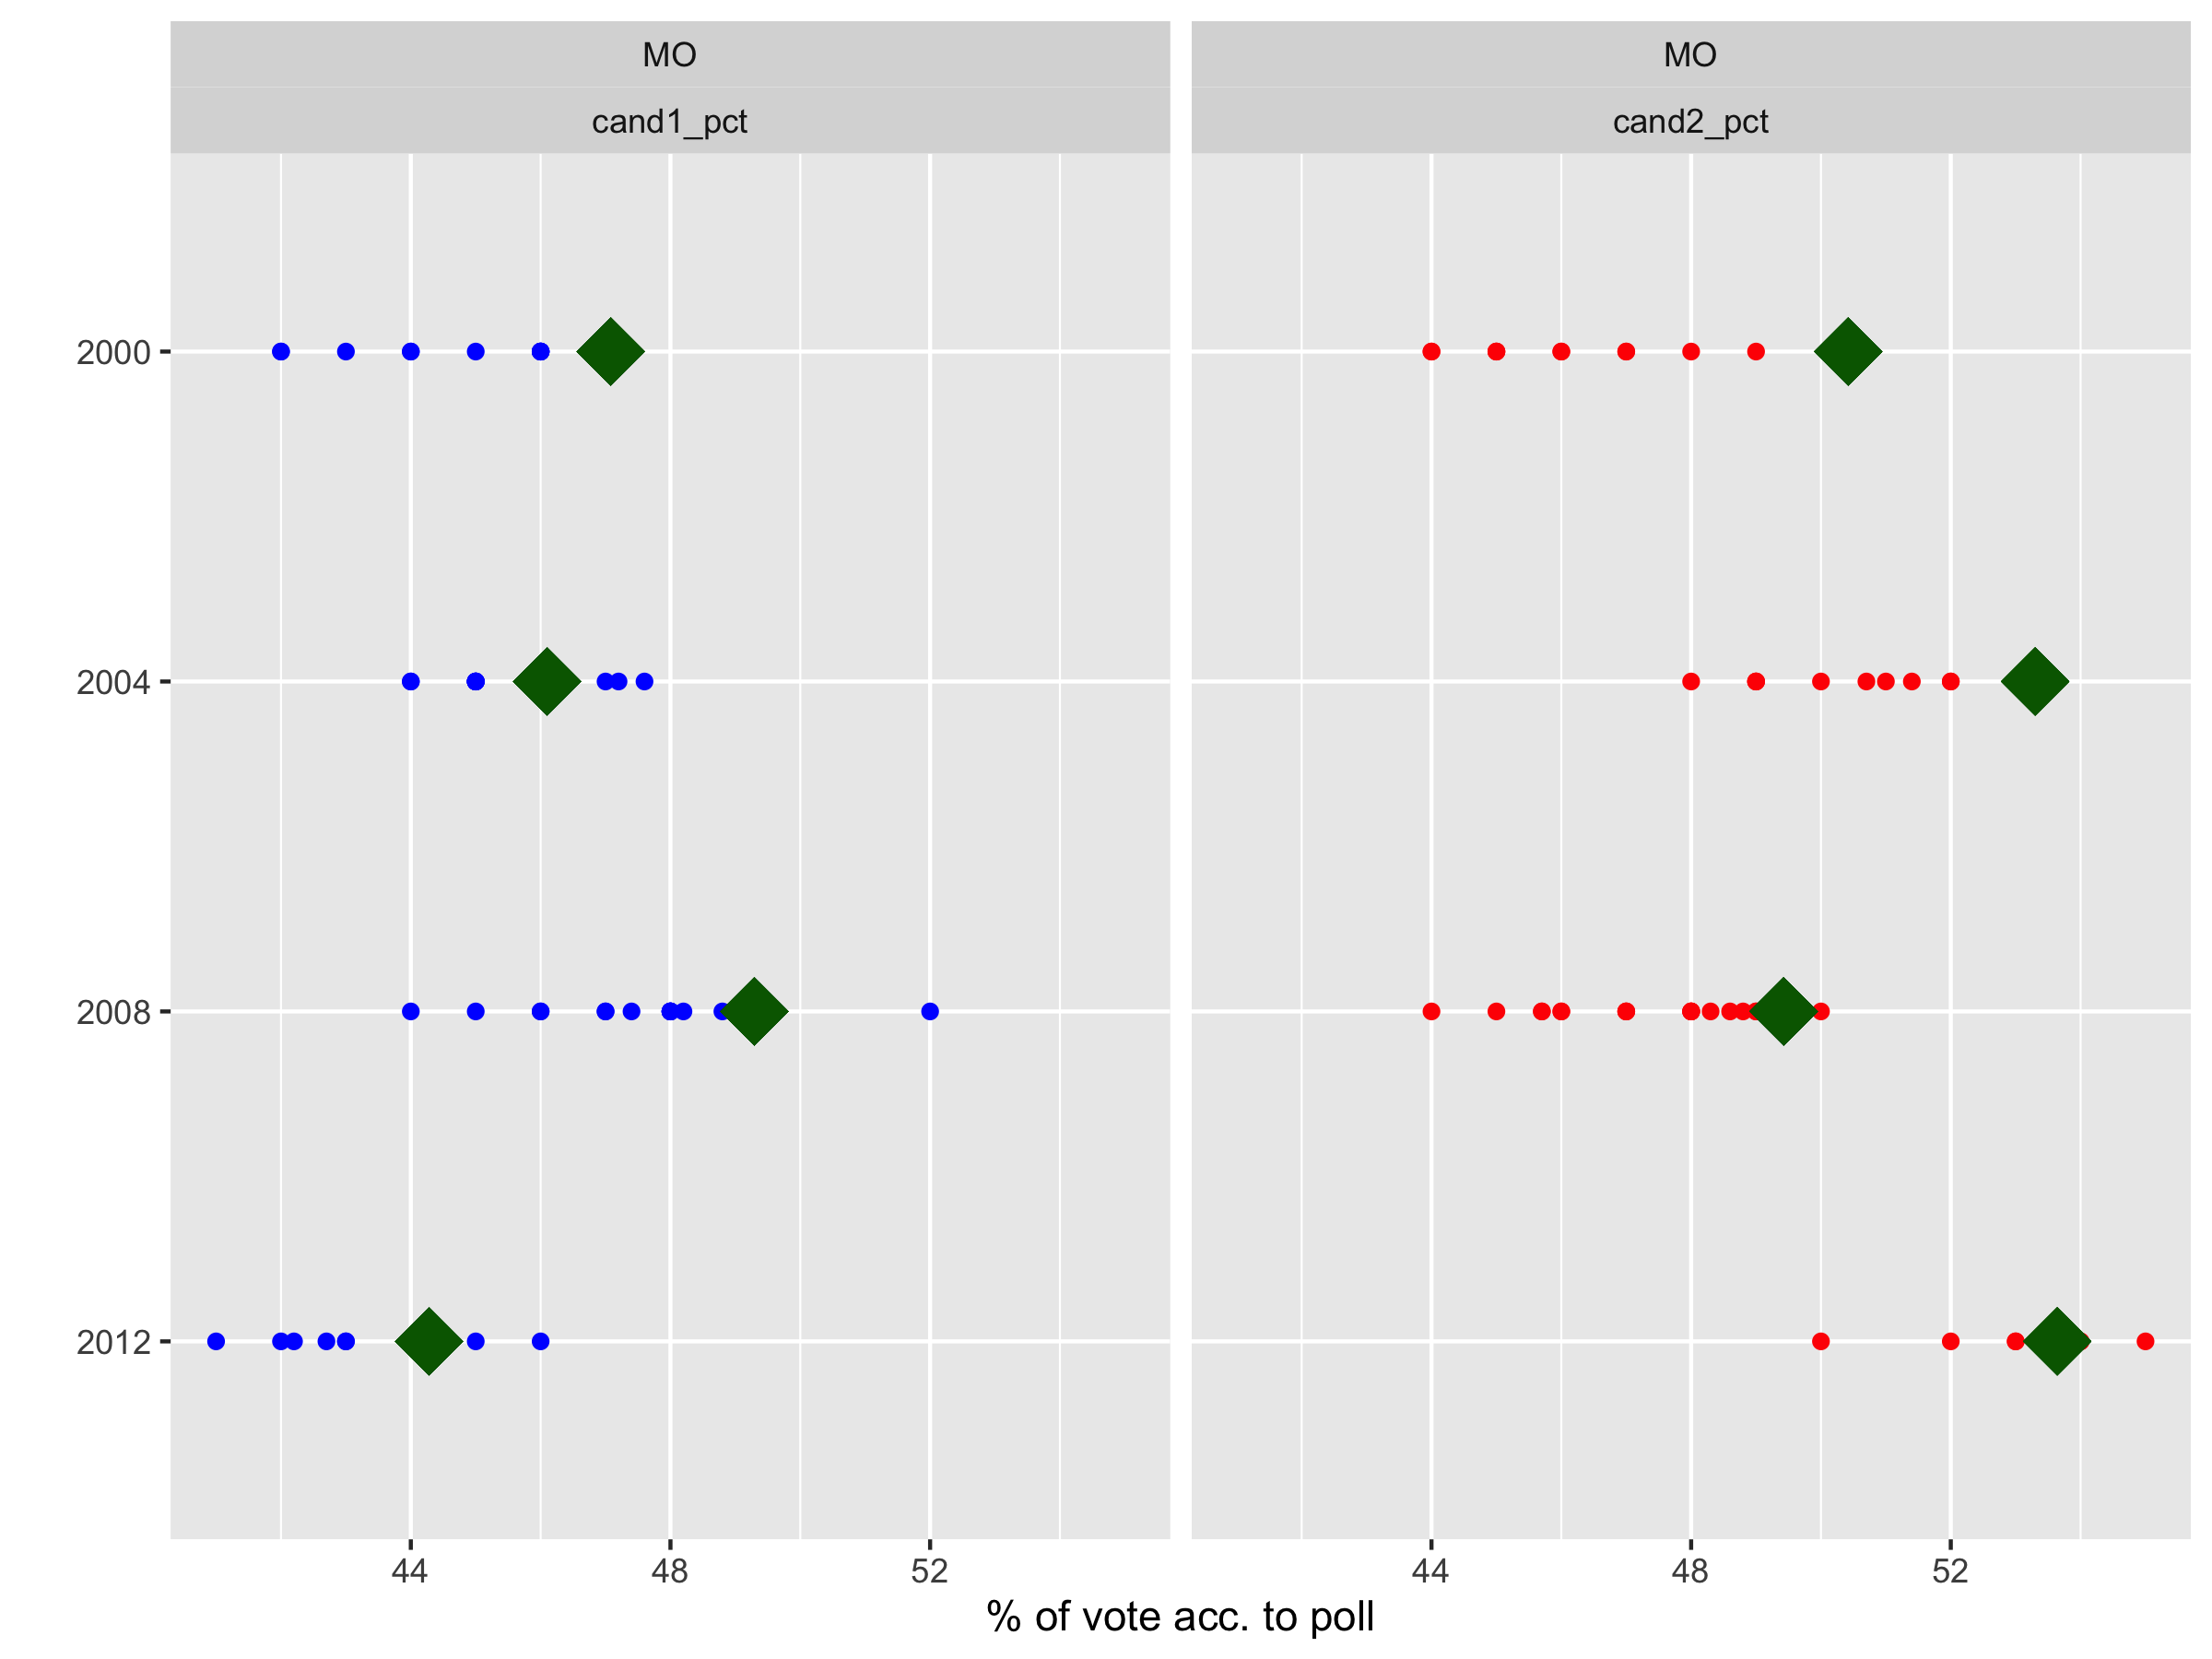 MO
MO
cand1_pct
cand2_pct
2000
2004
2008
2012
44 48 52
44 48 52
% of vote acc. to poll